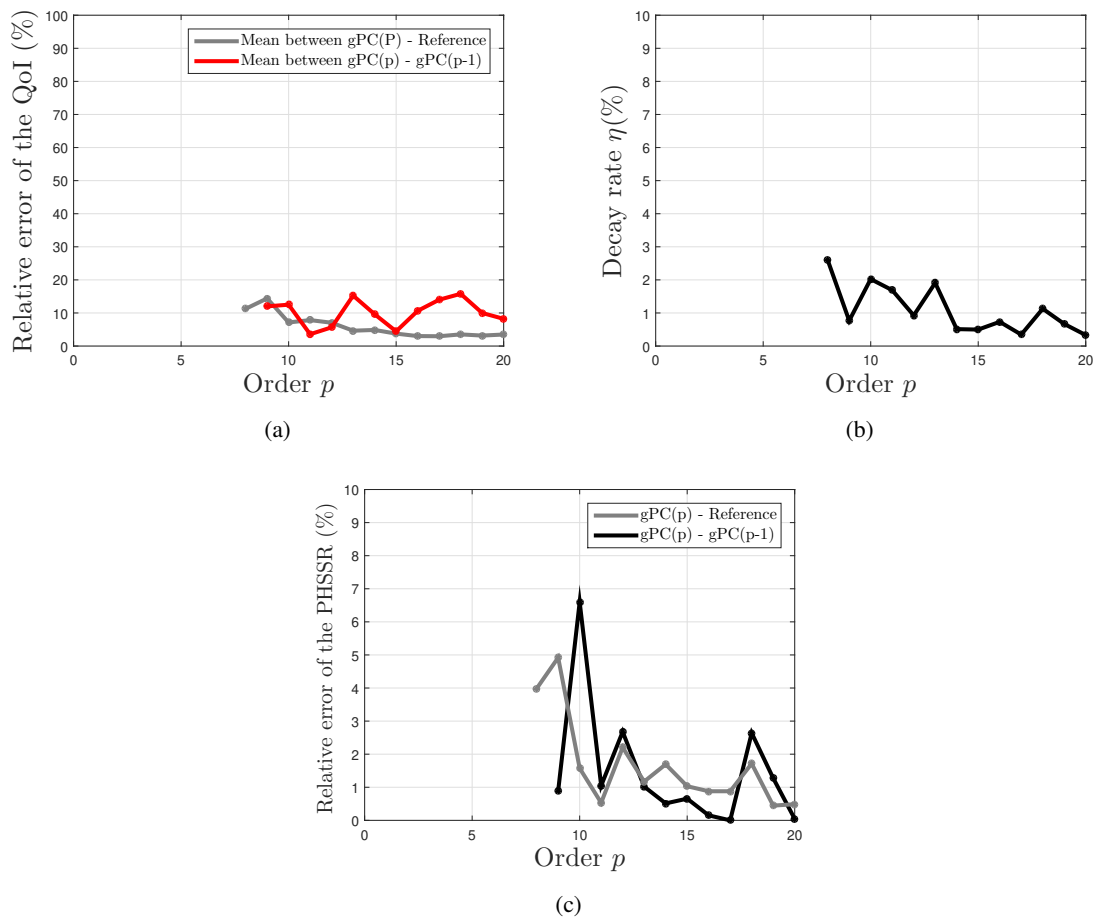 Relative error of the QoI (%)
100
90
80
70
60
50
40
30
20
10
0
Mean between gPC(P) - Reference
Mean between gPC(p) - gPC(p-1)
0 5 10 15 20
Order p
(a)
Decay rate η(%)
10
9
8
7
6
5
4
3
2
1
0
0 5 10 15 20
Order p
(b)
Relative error of the PHSSR (%)
10
9
8
7
6
5
4
3
2
1
0
gPC(p) - Reference
gPC(p) - gPC(p-1)
0 5 10 15 20
Order p
(c)